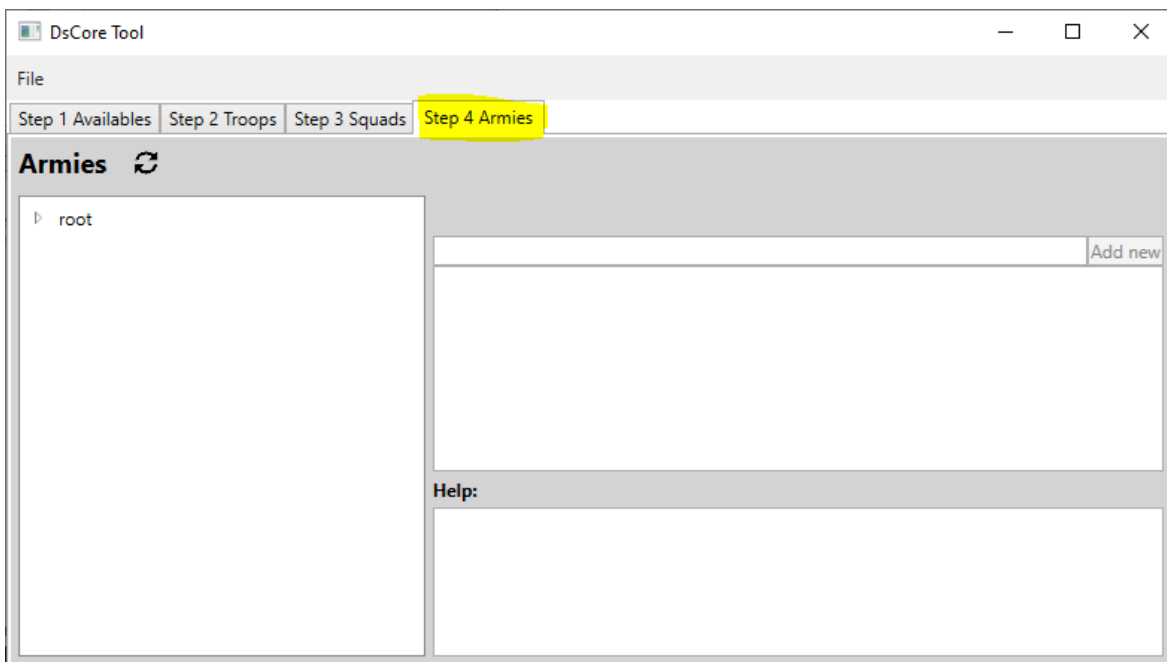 DsCore Tool
File
Step 1 Availables Step 2 Troops Step 3 Squads Step 4 Armies
Armies
root
Add new
Help: